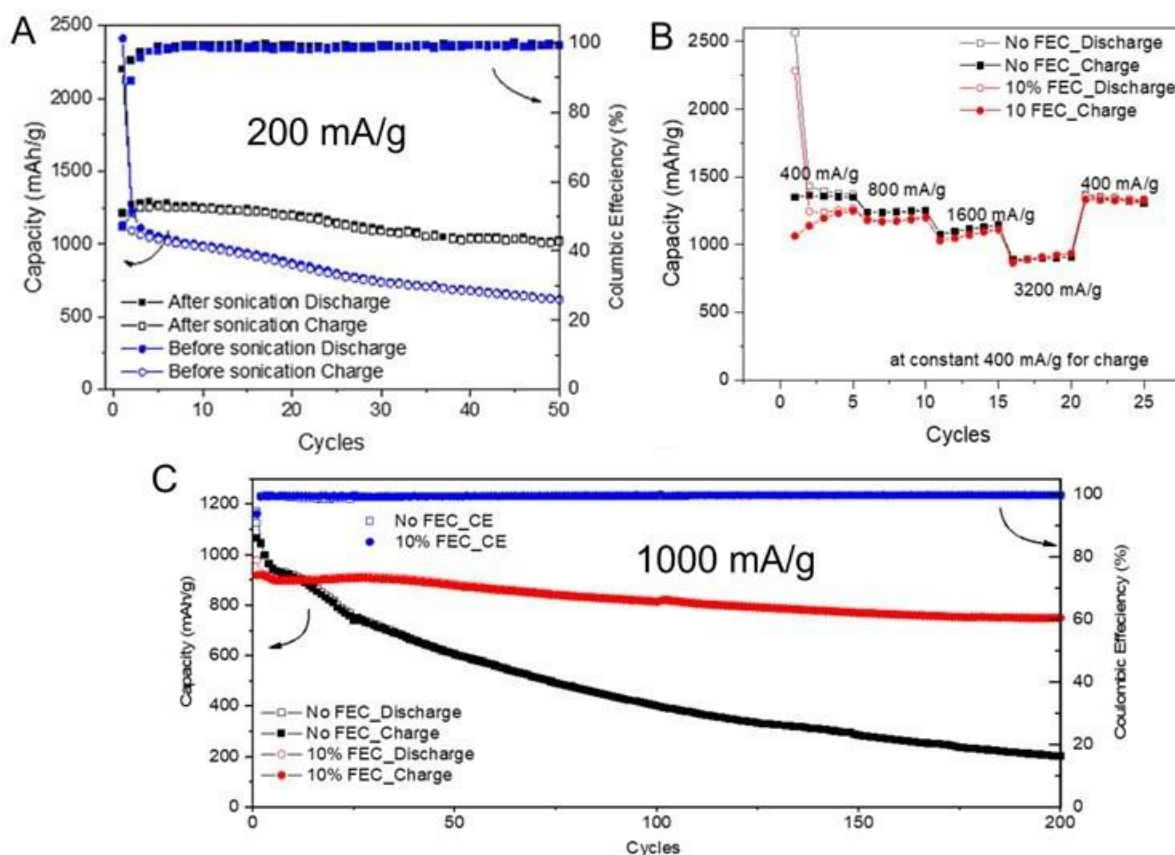 A
2500
2000
1500
1000
500
0
Capacity (mAh/g)
200 mA/g
After sonication Discharge
After sonication Charge
Before sonication Discharge
Before sonication Charge
0 10 20 30 40 50
Cycles
100
80
60
40
20
0
Columbic Effeciency (%)
B
2500
2000
1500
1000
500
0
Capacity (mAh/g)
No FEC_Discharge
No FEC_Charge
10% FEC_Discharge
10 FEC_Charge
400 mA/g
800 mA/g
1600 mA/g
3200 mA/g
400 mA/g
at constant 400 mA/g for charge
0 5 10 15 20 25
Cycles
C
1200
1000
800
600
400
200
0
Capacity (mAh/g)
No FEC_CE
10% FEC_CE
1000 mA/g
No FEC_Discharge
No FEC_Charge
10% FEC_Discharge
10% FEC_Charge
0 50 100 150 200
Cycles
100
80
60
40
20
0
Coulombic Effeciency (%)